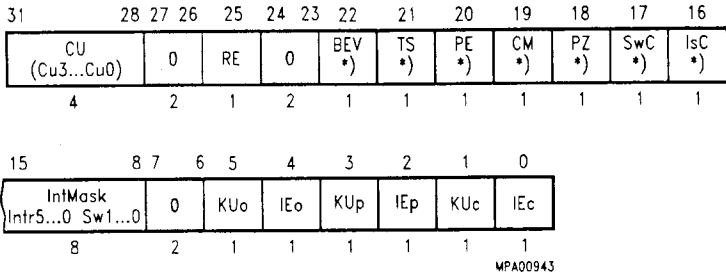 31 28 27 26 25 24 23 22 21 20 19 18 17 16
CU 0 RE 0 BEV TS PE CM PZ SwC IsC
(Cu3...Cu0) *) *) *) *) *) *) *)
4 2 1 2 1 1 1 1 1 1 1
15 8 7 6 5 4 3 2 1 0
IntMask 0 KUo IEo KUp IEp KUc IEc
Intr5...0 Sw1...0
8 2 1 1 1 1 1 1
MPA00943